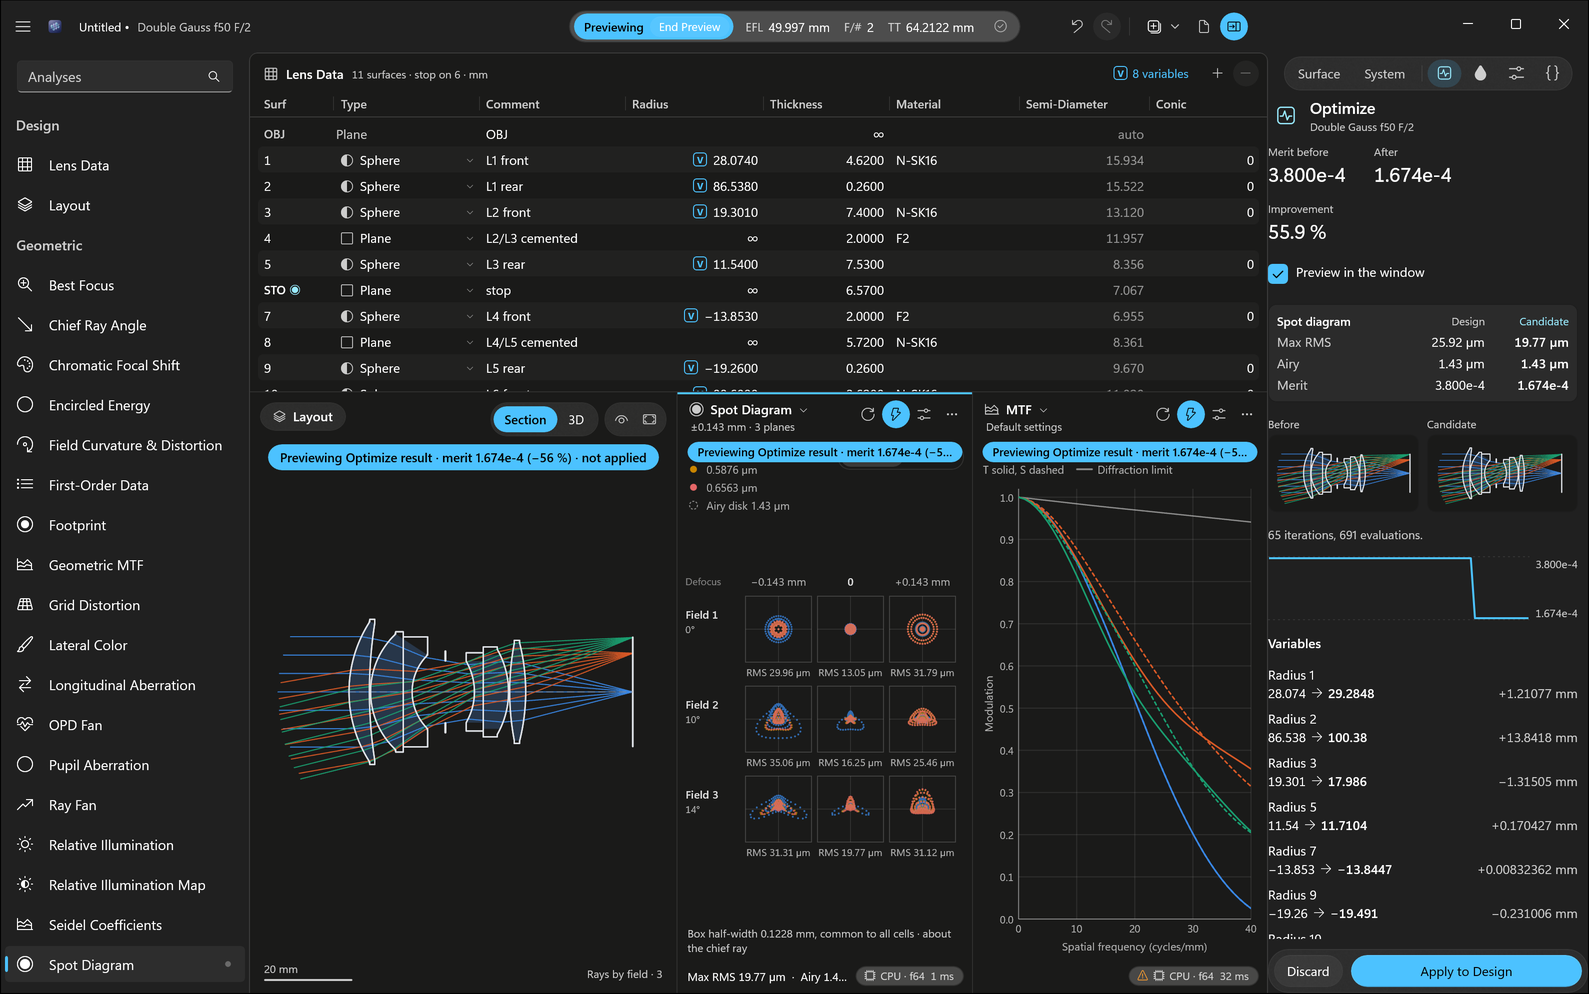 Untitled • Double Gauss f50 F/2
Previewing End Preview EFL 49.997 mm F/# 2 TT 64.2122 mm
Analyses
Design
Lens Data
Layout
Geometric
Best Focus
Chief Ray Angle
Chromatic Focal Shift
Encircled Energy
Field Curvature & Distortion
First-Order Data
Footprint
Geometric MTF
Grid Distortion
Lateral Color
Longitudinal Aberration
OPD Fan
Pupil Aberration
Ray Fan
Relative Illumination
Relative Illumination Map
Seidel Coefficients
Spot Diagram
Lens Data 11 surfaces · stop on 6 · mm V 8 variables
Surf Type Comment Radius Thickness Material Semi-Diameter Conic
OBJ Plane OBJ ∞ auto
1 Sphere L1 front V 28.0740 4.6200 N-SK16 15.934 0
2 Sphere L1 rear V 86.5380 0.2600 15.522 0
3 Sphere L2 front V 19.3010 7.4000 N-SK16 13.120 0
4 Plane L2/L3 cemented ∞ 2.0000 F2 11.957
5 Sphere L3 rear V 11.5400 7.5300 8.356 0
STO Plane stop ∞ 6.5700 7.067
7 Sphere L4 front V −13.8530 2.0000 F2 6.955 0
8 Plane L4/L5 cemented ∞ 5.7200 N-SK16 8.361
9 Sphere L5 rear V −19.2600 0.2600 9.670 0
Layout Section 3D
Previewing Optimize result · merit 1.674e-4 (−56 %) · not applied
20 mm Rays by field · 3
Spot Diagram
±0.143 mm · 3 planes
Previewing Optimize result · merit 1.674e-4 (−5...
0.5876 µm
0.6563 µm
Airy disk 1.43 µm
Defocus −0.143 mm 0 +0.143 mm
Field 1
0°
RMS 29.96 µm RMS 13.05 µm RMS 31.79 µm
Field 2
10°
RMS 35.06 µm RMS 16.25 µm RMS 25.46 µm
Field 3
14°
RMS 31.31 µm RMS 19.77 µm RMS 31.12 µm
Box half-width 0.1228 mm, common to all cells · about
the chief ray
Max RMS 19.77 µm · Airy 1.4... CPU · f64 1 ms
MTF
Default settings
Previewing Optimize result · merit 1.674e-4 (−5...
T solid, S dashed Diffraction limit
1.0
0.9
0.8
0.7
0.6
0.5
0.4
0.3
0.2
0.1
0.0
Modulation
0 10 20 30 40
Spatial frequency (cycles/mm)
CPU · f64 32 ms
Surface System {}
Optimize
Double Gauss f50 F/2
Merit before After
3.800e-4 1.674e-4
Improvement
55.9 %
Preview in the window
Spot diagram Design Candidate
Max RMS 25.92 µm 19.77 µm
Airy 1.43 µm 1.43 µm
Merit 3.800e-4 1.674e-4
Before Candidate
65 iterations, 691 evaluations.
3.800e-4
1.674e-4
Variables
Radius 1
28.074 → 29.2848 +1.21077 mm
Radius 2
86.538 → 100.38 +13.8418 mm
Radius 3
19.301 → 17.986 −1.31505 mm
Radius 5
11.54 → 11.7104 +0.170427 mm
Radius 7
−13.853 → −13.8447 +0.00832362 mm
Radius 9
−19.26 → −19.491 −0.231006 mm
Radius 10
Discard Apply to Design